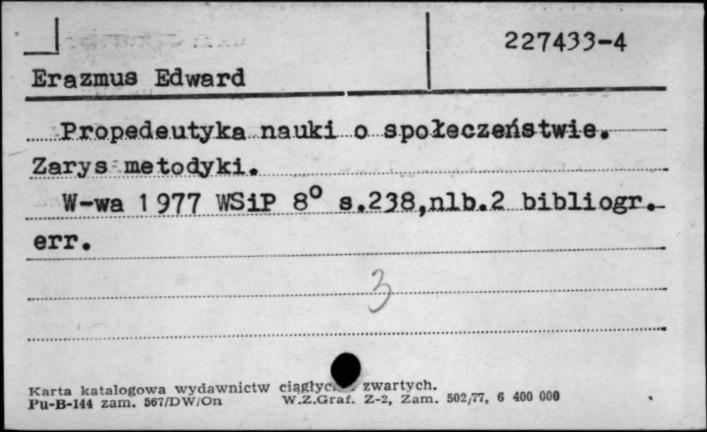 227433-4
Erazmus Edward
Propedeutyka nauki o społeczeństwie.
Zarys metodyki.
W-wa 1977 WSiP 8° s.238,nlb.2 bibliogr.
err.
3
Karta katalogowa wydawnictw zwartych.
Pu-B-144 zam. 567/DW/On W.Z.Graf. Z-2, Zam. 502/77, 6 400 000